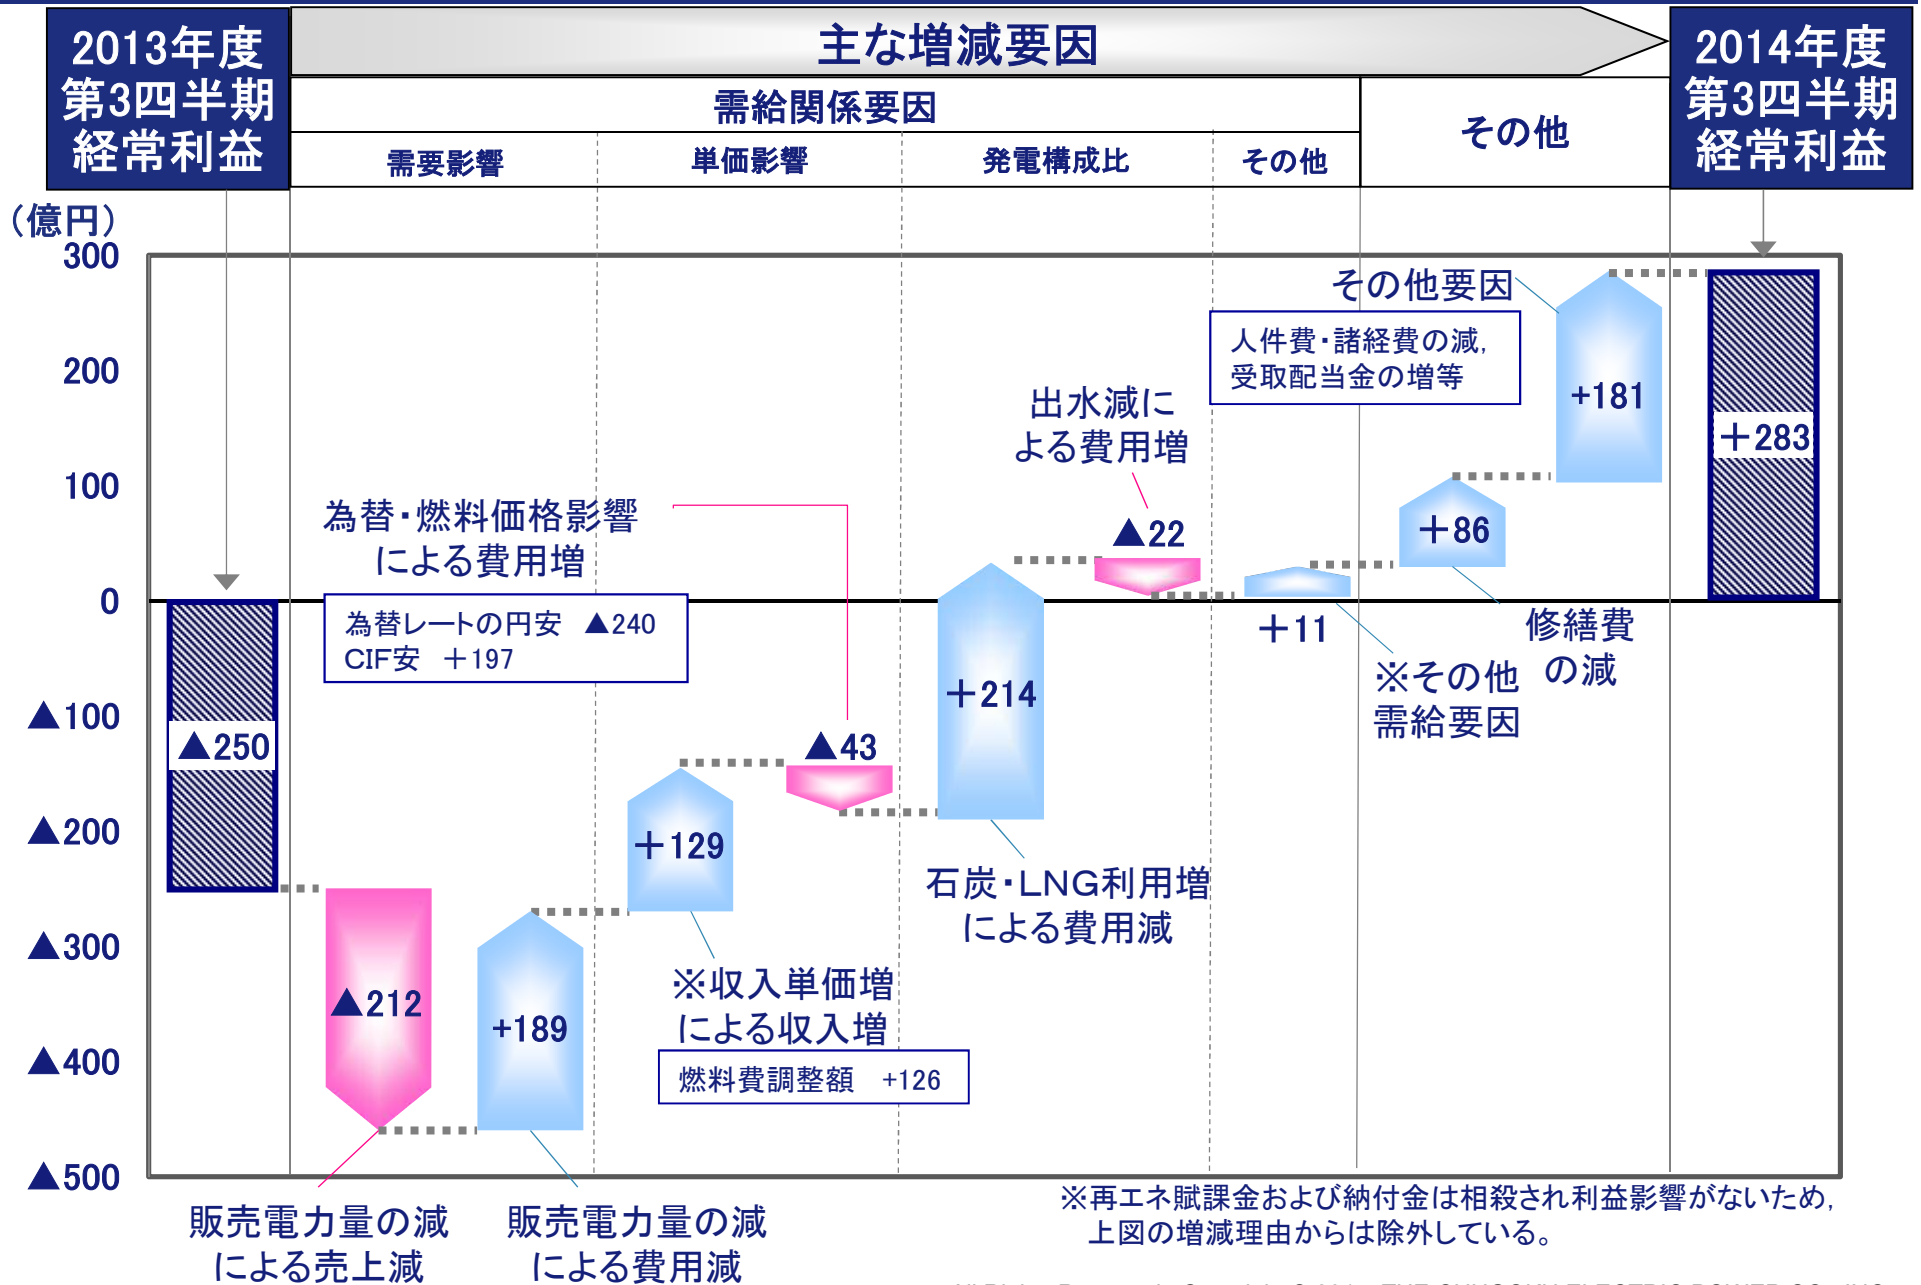 2013年度
第3四半期
経常利益
主な増減要因
2014年度
第3四半期
経常利益
需給関係要因
その他
需要影響
単価影響
発電構成比
その他
（億円）
300
200
100
0
▲100
▲200
▲300
▲400
▲500
▲250
▲212
販売電力量の減
による売上減
+189
販売電力量の減
による費用減
+129
※収入単価増
による収入増
燃料費調整額　+126
為替・燃料価格影響
による費用増
為替レートの円安　▲240
CIF安　＋197
▲43
＋214
石炭・LNG利用増
による費用減
出水減に
よる費用増
▲22
＋11
※その他
需給要因
＋86
修繕費
の減
その他要因
人件費・諸経費の減，
受取配当金の増等
+181
＋283
※再エネ賦課金および納付金は相殺され利益影響がないため，
上図の増減理由からは除外している。